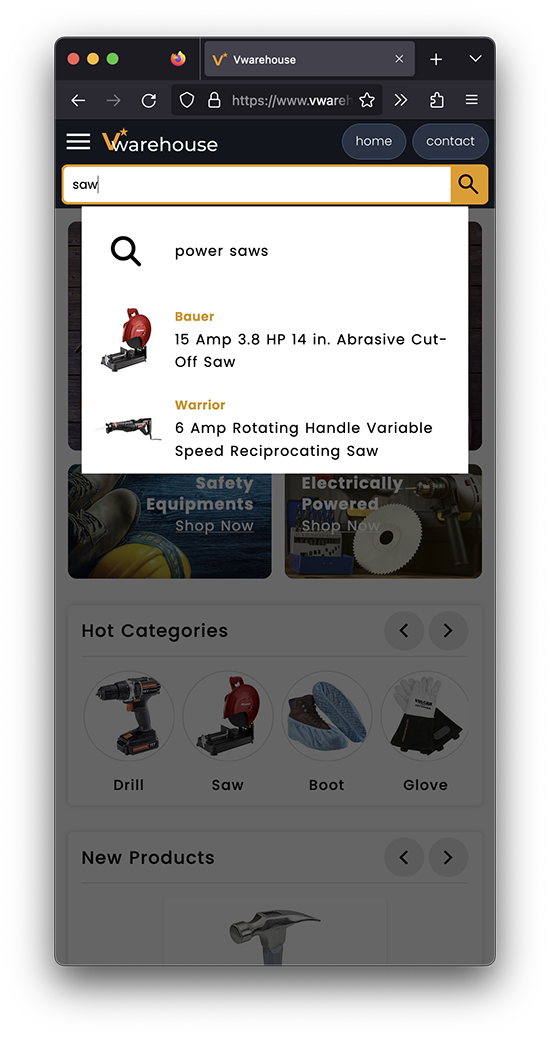 Vwarehouse
https://www.vwareh
Vwarehouse
home
contact
saw
power saws
Bauer
15 Amp 3.8 HP 14 in. Abrasive Cut-
Off Saw
Warrior
6 Amp Rotating Handle Variable
Speed Reciprocating Saw
Safety
Equipments
Shop Now
Electrically
Powered
Shop Now
Hot Categories
Drill
Saw
Boot
Glove
New Products